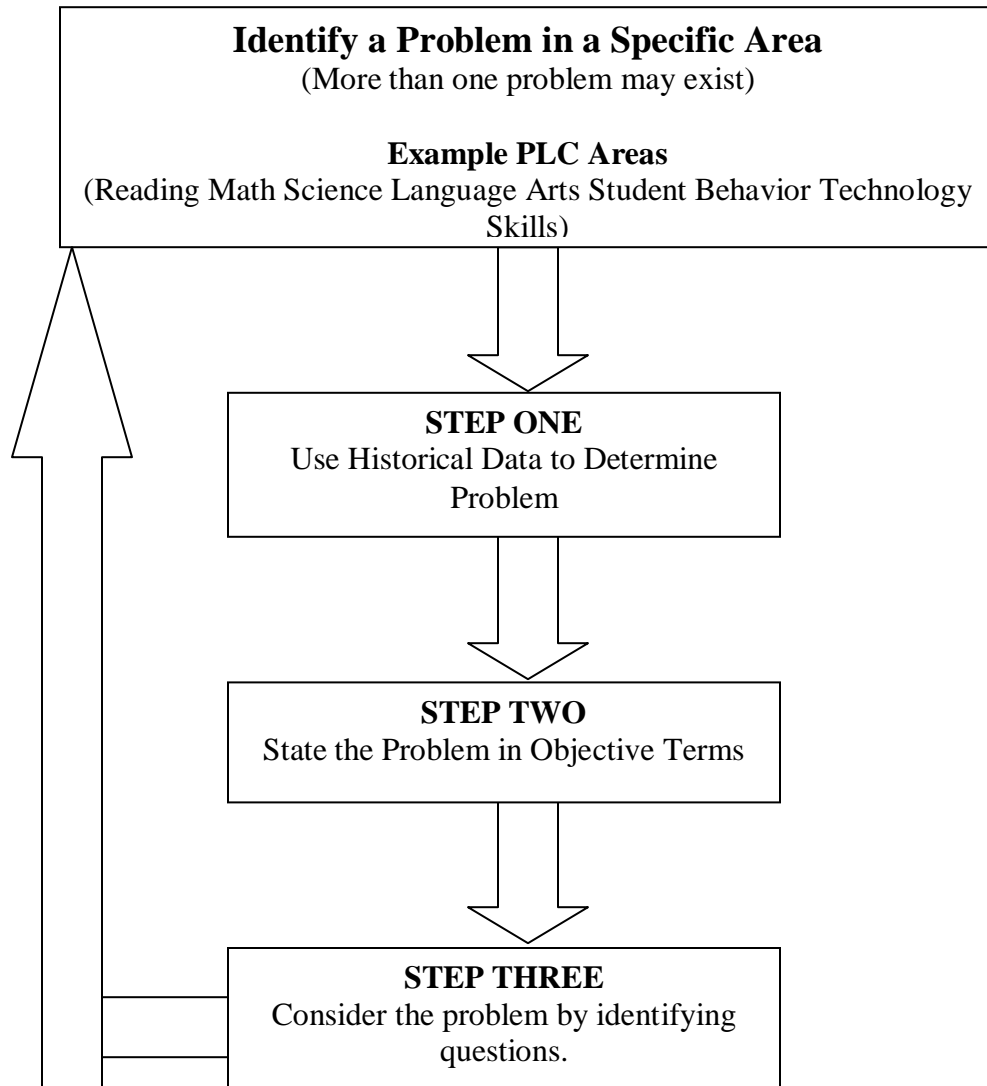 Identify a Problem in a Specific Area
(More than one problem may exist)
Example PLC Areas
(Reading Math Science Language Arts Student Behavior Technology
Skills)
STEP ONE
Use Historical Data to Determine
Problem
STEP TWO
State the Problem in Objective Terms
STEP THREE
Consider the problem by identifying
questions.